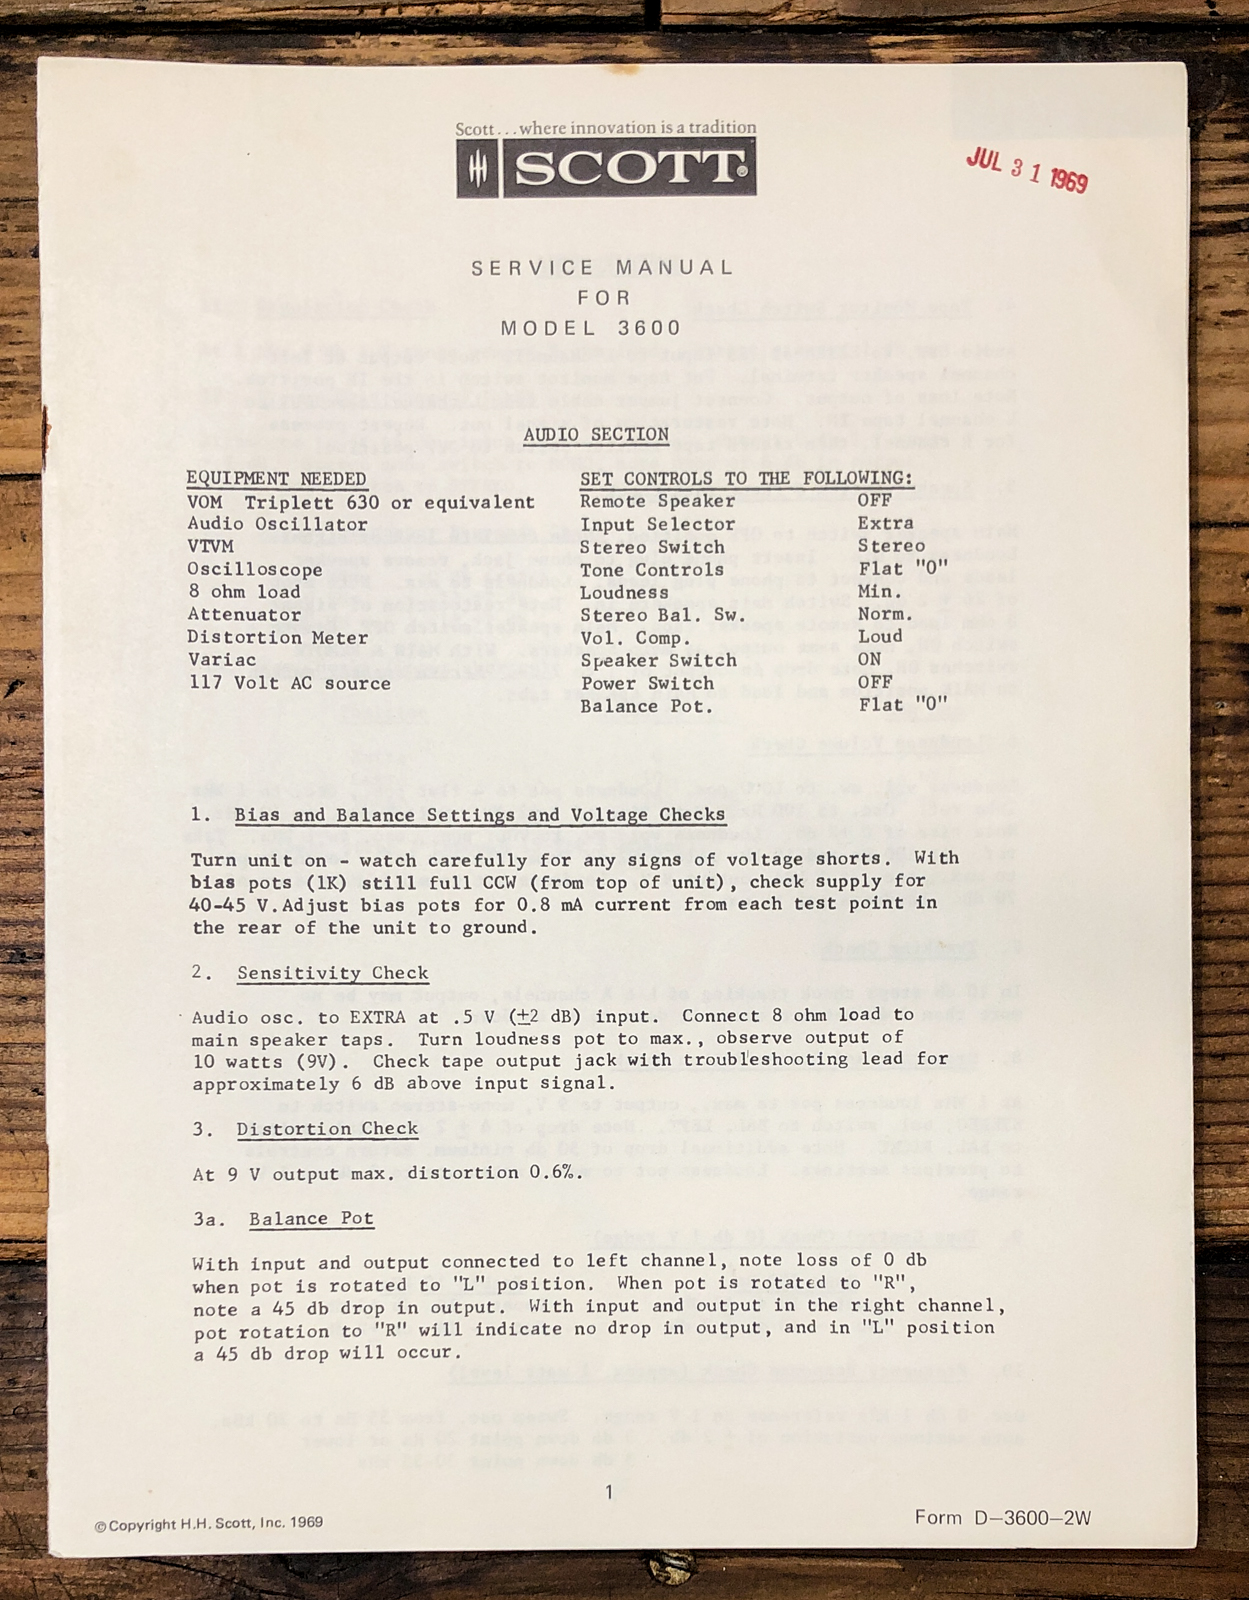 Scott...where innovation is a tradition
SCOTT®
JUL 31 1969
SERVICE MANUAL
FOR
MODEL 3600
AUDIO SECTION
EQUIPMENT NEEDED
VOM Triplett 630 or equivalent
Audio Oscillator
VTVM
Oscilloscope
8 ohm load
Attenuator
Distortion Meter
Variac
117 Volt AC source
SET CONTROLS TO THE FOLLOWING:
Remote Speaker OFF
Input Selector Extra
Stereo Switch Stereo
Tone Controls Flat "0"
Loudness Min.
Stereo Bal. Sw. Norm.
Vol. Comp. Loud
Speaker Switch ON
Power Switch OFF
Balance Pot. Flat "0"
1. Bias and Balance Settings and Voltage Checks
Turn unit on - watch carefully for any signs of voltage shorts. With
bias pots (1K) still full CCW (from top of unit), check supply for
40-45 V.Adjust bias pots for 0.8 mA current from each test point in
the rear of the unit to ground.
2. Sensitivity Check
Audio osc. to EXTRA at .5 V (±2 dB) input. Connect 8 ohm load to
main speaker taps. Turn loudness pot to max., observe output of
10 watts (9V). Check tape output jack with troubleshooting lead for
approximately 6 dB above input signal.
3. Distortion Check
At 9 V output max. distortion 0.6%.
3a. Balance Pot
With input and output connected to left channel, note loss of 0 db
when pot is rotated to "L" position. When pot is rotated to "R",
note a 45 db drop in output. With input and output in the right channel,
pot rotation to "R" will indicate no drop in output, and in "L" position
a 45 db drop will occur.
1
©Copyright H.H. Scott, Inc. 1969
Form D-3600-2W